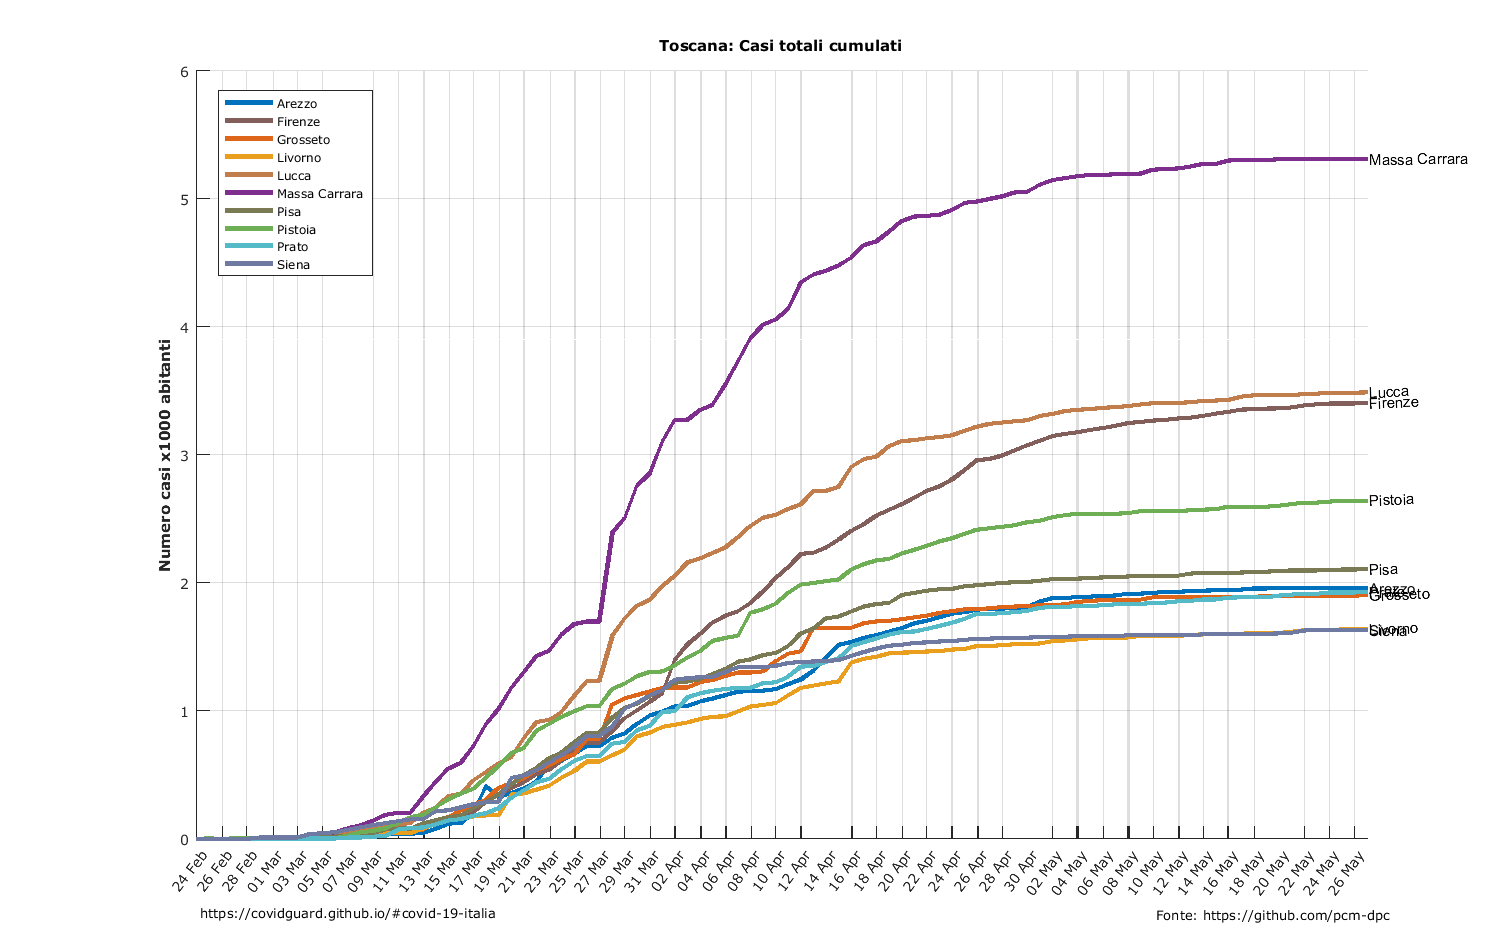 Toscana: Casi totali cumulati
Numero casi x1000 abitanti
6
5
4
3
2
1
0
Arezzo
Firenze
Grosseto
Livorno
Lucca
Massa Carrara
Pisa
Pistoia
Prato
Siena
Massa Carrara
Lucca
Firenze
Pistoia
Pisa
Arezzo
Grosseto
Livorno
Siena
24 Feb
26 Feb
28 Feb
01 Mar
03 Mar
05 Mar
07 Mar
09 Mar
11 Mar
13 Mar
15 Mar
17 Mar
19 Mar
21 Mar
23 Mar
25 Mar
27 Mar
29 Mar
31 Mar
02 Apr
04 Apr
06 Apr
08 Apr
10 Apr
12 Apr
14 Apr
16 Apr
18 Apr
20 Apr
22 Apr
24 Apr
26 Apr
28 Apr
30 Apr
02 May
04 May
06 May
08 May
10 May
12 May
14 May
16 May
18 May
20 May
22 May
24 May
26 May
https://covidguard.github.io/#covid-19-italia
Fonte: https://github.com/pcm-dpc